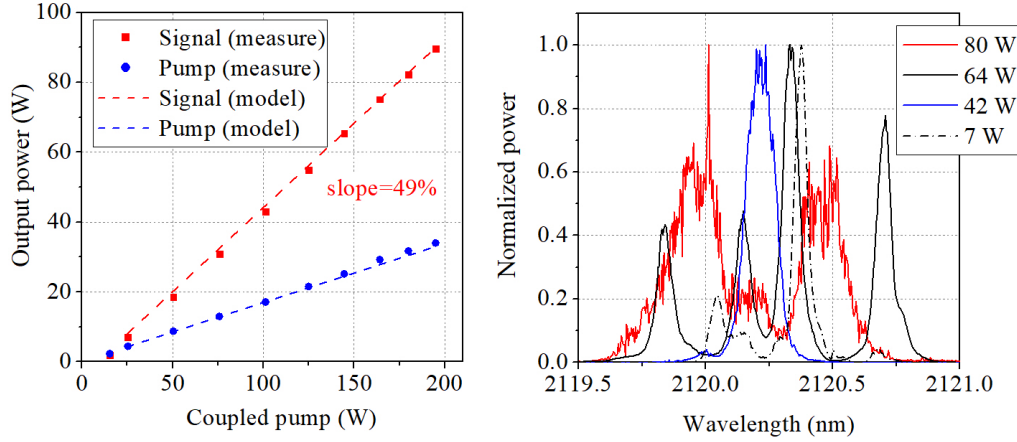 100
80
60
40
20
0
Output power (W)
Signal (measure)
Pump (measure)
Signal (model)
Pump (model)
slope=49%
0 50 100 150 200
Coupled pump (W)
1.0
0.8
0.6
0.4
0.2
0.0
Normalized power
80 W
64 W
42 W
7 W
2119.5 2120.0 2120.5 2121.0
Wavelength (nm)